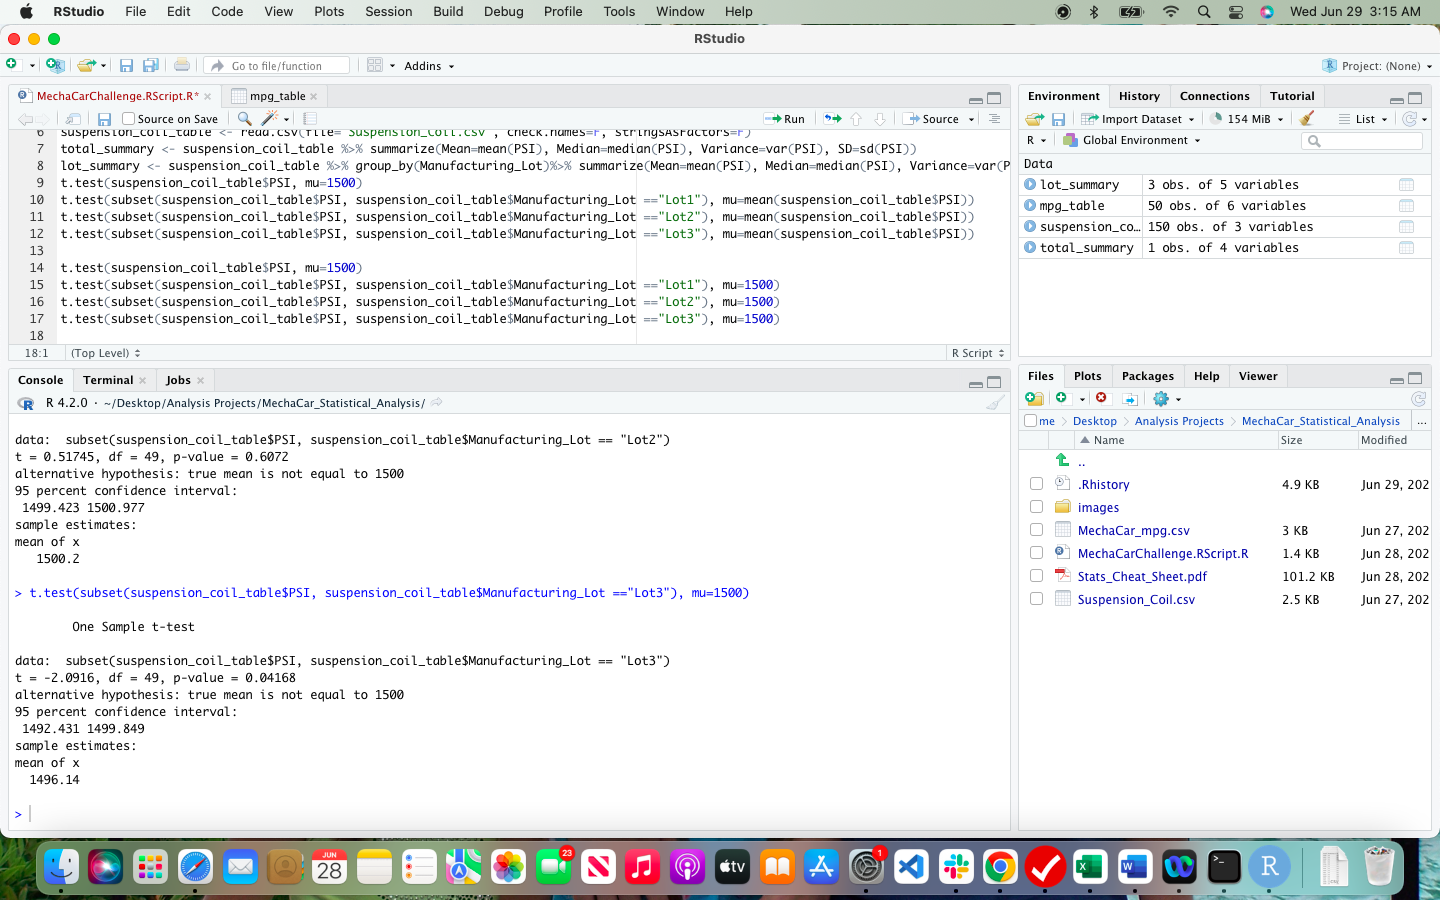 RStudio File Edit Code View Plots Session Build Debug Profile Tools Window Help Wed Jun 29 3:15 AM
RStudio
Go to file/function Addins Project: (None)
MechaCarChallenge.RScript.R* mpg_table
Source on Save Run Source
6 suspension_coil_table <- read.csv(file='Suspension_Coil.csv', check.names=F, stringsAsFactors=F)
7 total_summary <- suspension_coil_table %>% summarize(Mean=mean(PSI), Median=median(PSI), Variance=var(PSI), SD=sd(PSI))
8 lot_summary <- suspension_coil_table %>% group_by(Manufacturing_Lot)%>% summarize(Mean=mean(PSI), Median=median(PSI), Variance=var(P
9 t.test(suspension_coil_table$PSI, mu=1500)
10 t.test(subset(suspension_coil_table$PSI, suspension_coil_table$Manufacturing_Lot =="Lot1"), mu=mean(suspension_coil_table$PSI))
11 t.test(subset(suspension_coil_table$PSI, suspension_coil_table$Manufacturing_Lot =="Lot2"), mu=mean(suspension_coil_table$PSI))
12 t.test(subset(suspension_coil_table$PSI, suspension_coil_table$Manufacturing_Lot =="Lot3"), mu=mean(suspension_coil_table$PSI))
13
14 t.test(suspension_coil_table$PSI, mu=1500)
15 t.test(subset(suspension_coil_table$PSI, suspension_coil_table$Manufacturing_Lot =="Lot1"), mu=1500)
16 t.test(subset(suspension_coil_table$PSI, suspension_coil_table$Manufacturing_Lot =="Lot2"), mu=1500)
17 t.test(subset(suspension_coil_table$PSI, suspension_coil_table$Manufacturing_Lot =="Lot3"), mu=1500)
18
18:1 (Top Level) R Script
Console Terminal Jobs
R 4.2.0 · ~/Desktop/Analysis Projects/MechaCar_Statistical_Analysis/
data: subset(suspension_coil_table$PSI, suspension_coil_table$Manufacturing_Lot == "Lot2")
t = 0.51745, df = 49, p-value = 0.6072
alternative hypothesis: true mean is not equal to 1500
95 percent confidence interval:
1499.423 1500.977
sample estimates:
mean of x
1500.2
> t.test(subset(suspension_coil_table$PSI, suspension_coil_table$Manufacturing_Lot =="Lot3"), mu=1500)
One Sample t-test
data: subset(suspension_coil_table$PSI, suspension_coil_table$Manufacturing_Lot == "Lot3")
t = -2.0916, df = 49, p-value = 0.04168
alternative hypothesis: true mean is not equal to 1500
95 percent confidence interval:
1492.431 1499.849
sample estimates:
mean of x
1496.14
>
Environment History Connections Tutorial
Import Dataset 154 MiB List
R Global Environment
Data
lot_summary 3 obs. of 5 variables
mpg_table 50 obs. of 6 variables
suspension_co… 150 obs. of 3 variables
total_summary 1 obs. of 4 variables
Files Plots Packages Help Viewer
me Desktop Analysis Projects MechaCar_Statistical_Analysis ...
Name Size Modified
..
.Rhistory 4.9 KB Jun 29, 202
images
MechaCar_mpg.csv 3 KB Jun 27, 202
MechaCarChallenge.RScript.R 1.4 KB Jun 28, 202
Stats_Cheat_Sheet.pdf 101.2 KB Jun 28, 202
Suspension_Coil.csv 2.5 KB Jun 27, 202
JUN 28 23 tv 1 R